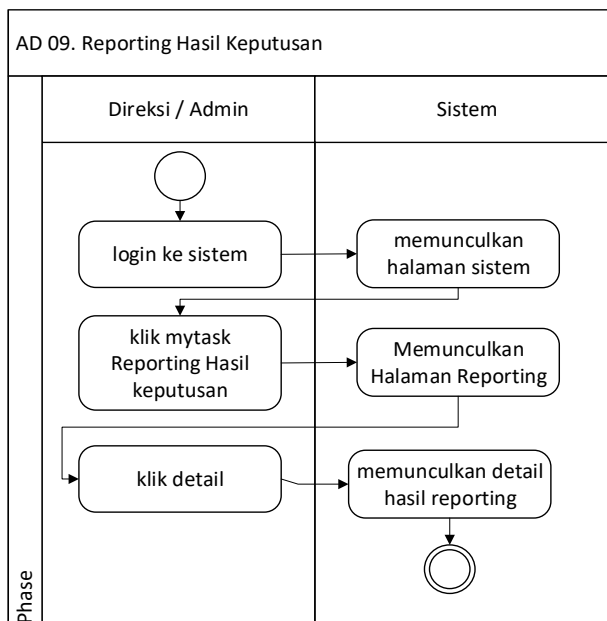 AD 09. Reporting Hasil Keputusan
Direksi / Admin
Sistem
login ke sistem
memunculkan
halaman sistem
klik mytask
Reporting Hasil
keputusan
Memunculkan
Halaman Reporting
klik detail
memunculkan detail
hasil reporting
Phase